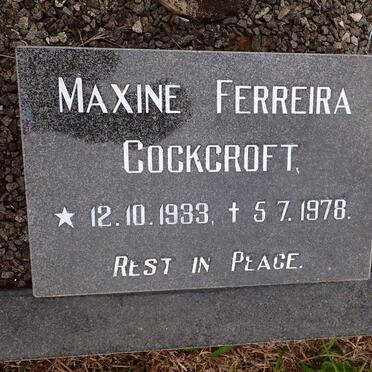 MAXINE FERREIRA
COCKCROFT,
★ 12.10.1933, ✝ 5.7.1978.
REST IN PEACE.